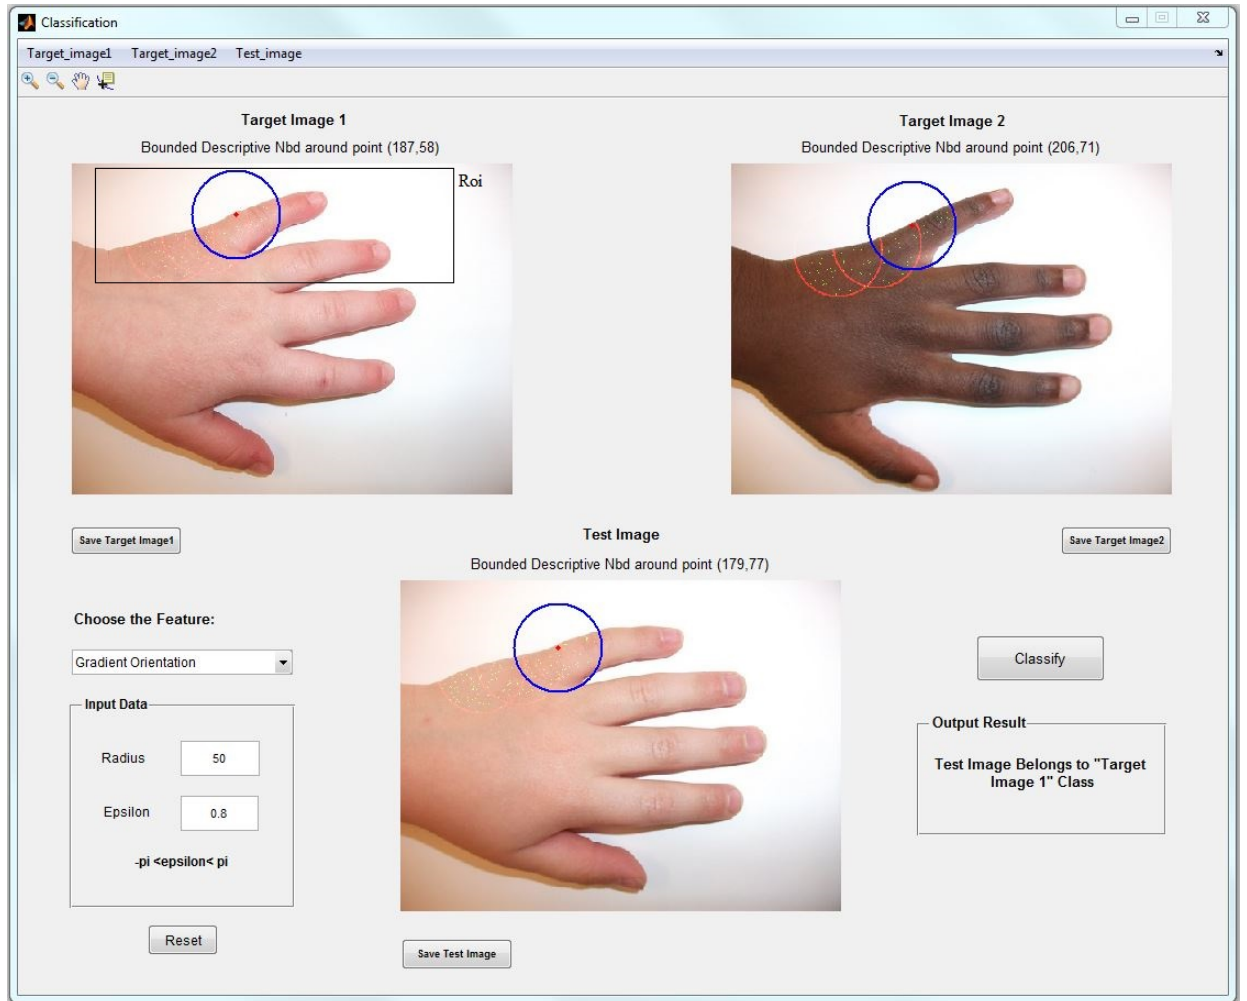 Classification
Target_image1 Target_image2 Test_image
Target Image 1
Bounded Descriptive Nbd around point (187,58)
Roi
Target Image 2
Bounded Descriptive Nbd around point (206,71)
Save Target Image1
Test Image
Bounded Descriptive Nbd around point (179,77)
Save Target Image2
Choose the Feature:
Gradient Orientation
Input Data
Radius 50
Epsilon 0.8
-pi <epsilon< pi
Reset
Save Test Image
Classify
Output Result
Test Image Belongs to "Target
Image 1" Class